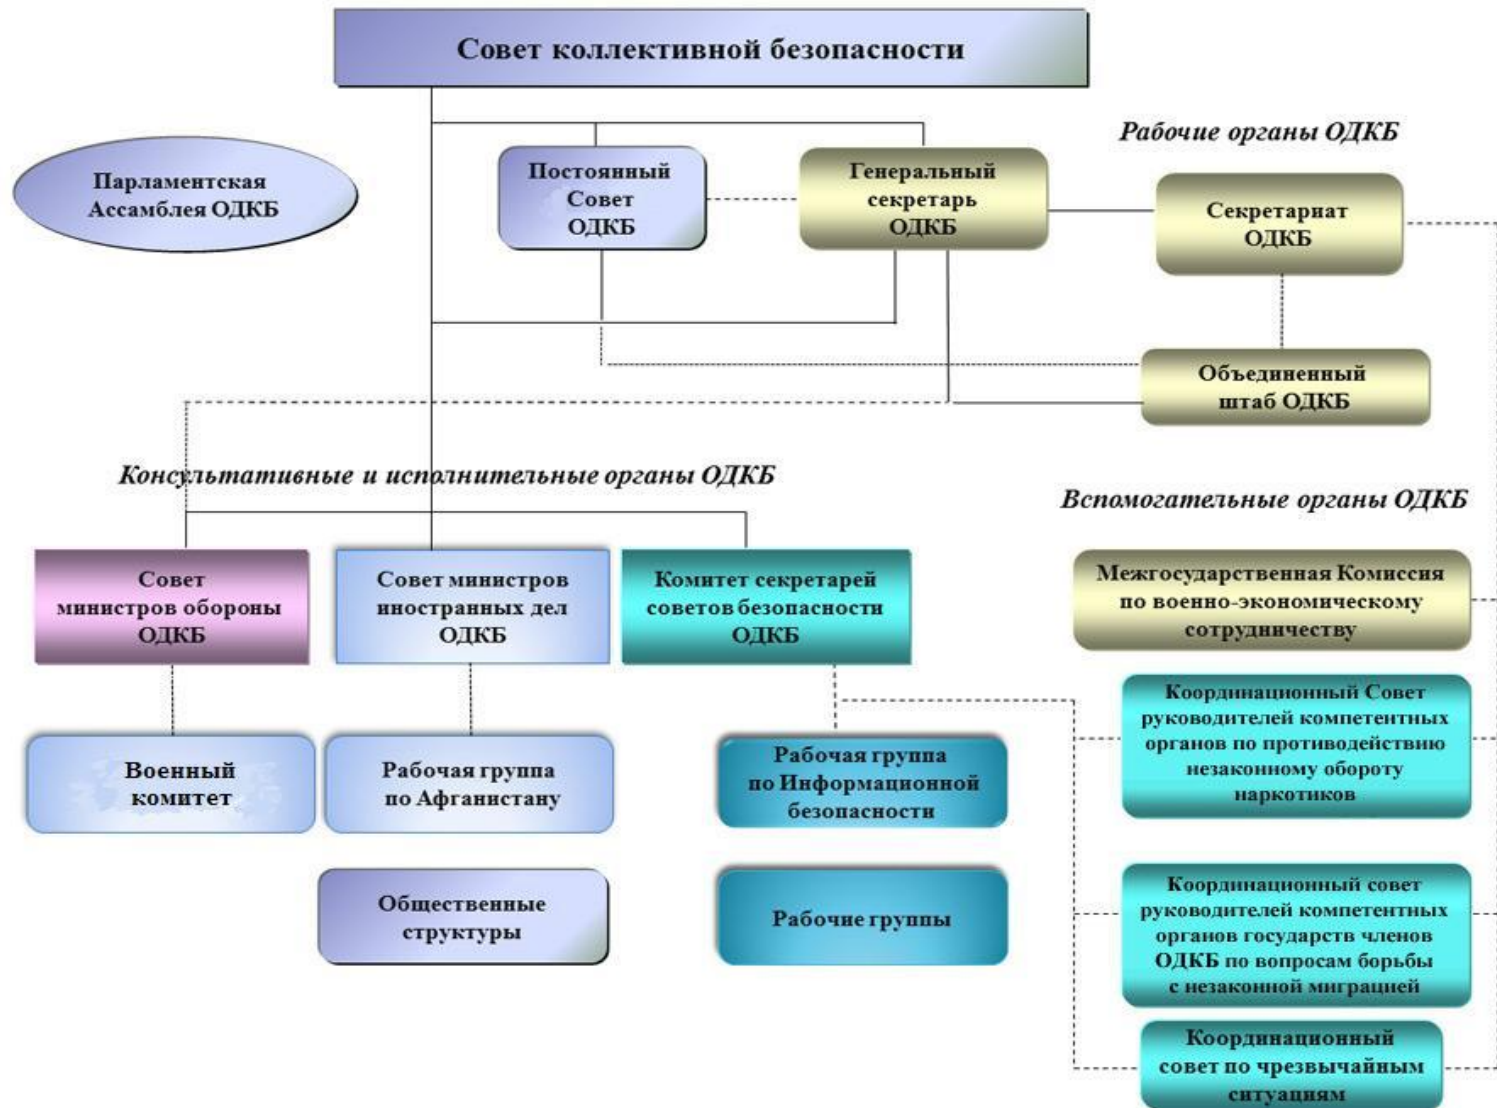 Совет коллективной безопасности
Парламентская
Ассамблея ОДКБ
Постоянный
Совет
ОДКБ
Генеральный
секретарь
ОДКБ
Рабочие органы ОДКБ
Секретариат
ОДКБ
Объединенный
штаб ОДКБ
Консультативные и исполнительные органы ОДКБ
Вспомогательные органы ОДКБ
Совет
министров обороны
ОДКБ
Совет министров
иностранных дел
ОДКБ
Комитет секретарей
советов безопасности
ОДКБ
Межгосударственная Комиссия
по военно-экономическому
сотрудничеству
Военный
комитет
Рабочая группа
по Афганистану
Рабочая группа
по Информационной
безопасности
Координационный Совет
руководителей компетентных
органов по противодействию
незаконному обороту
наркотиков
Общественные
структуры
Рабочие группы
Координационный совет
руководителей компетентных
органов государств членов
ОДКБ по вопросам борьбы
с незаконной миграцией
Координационный
совет по чрезвычайным
ситуациям